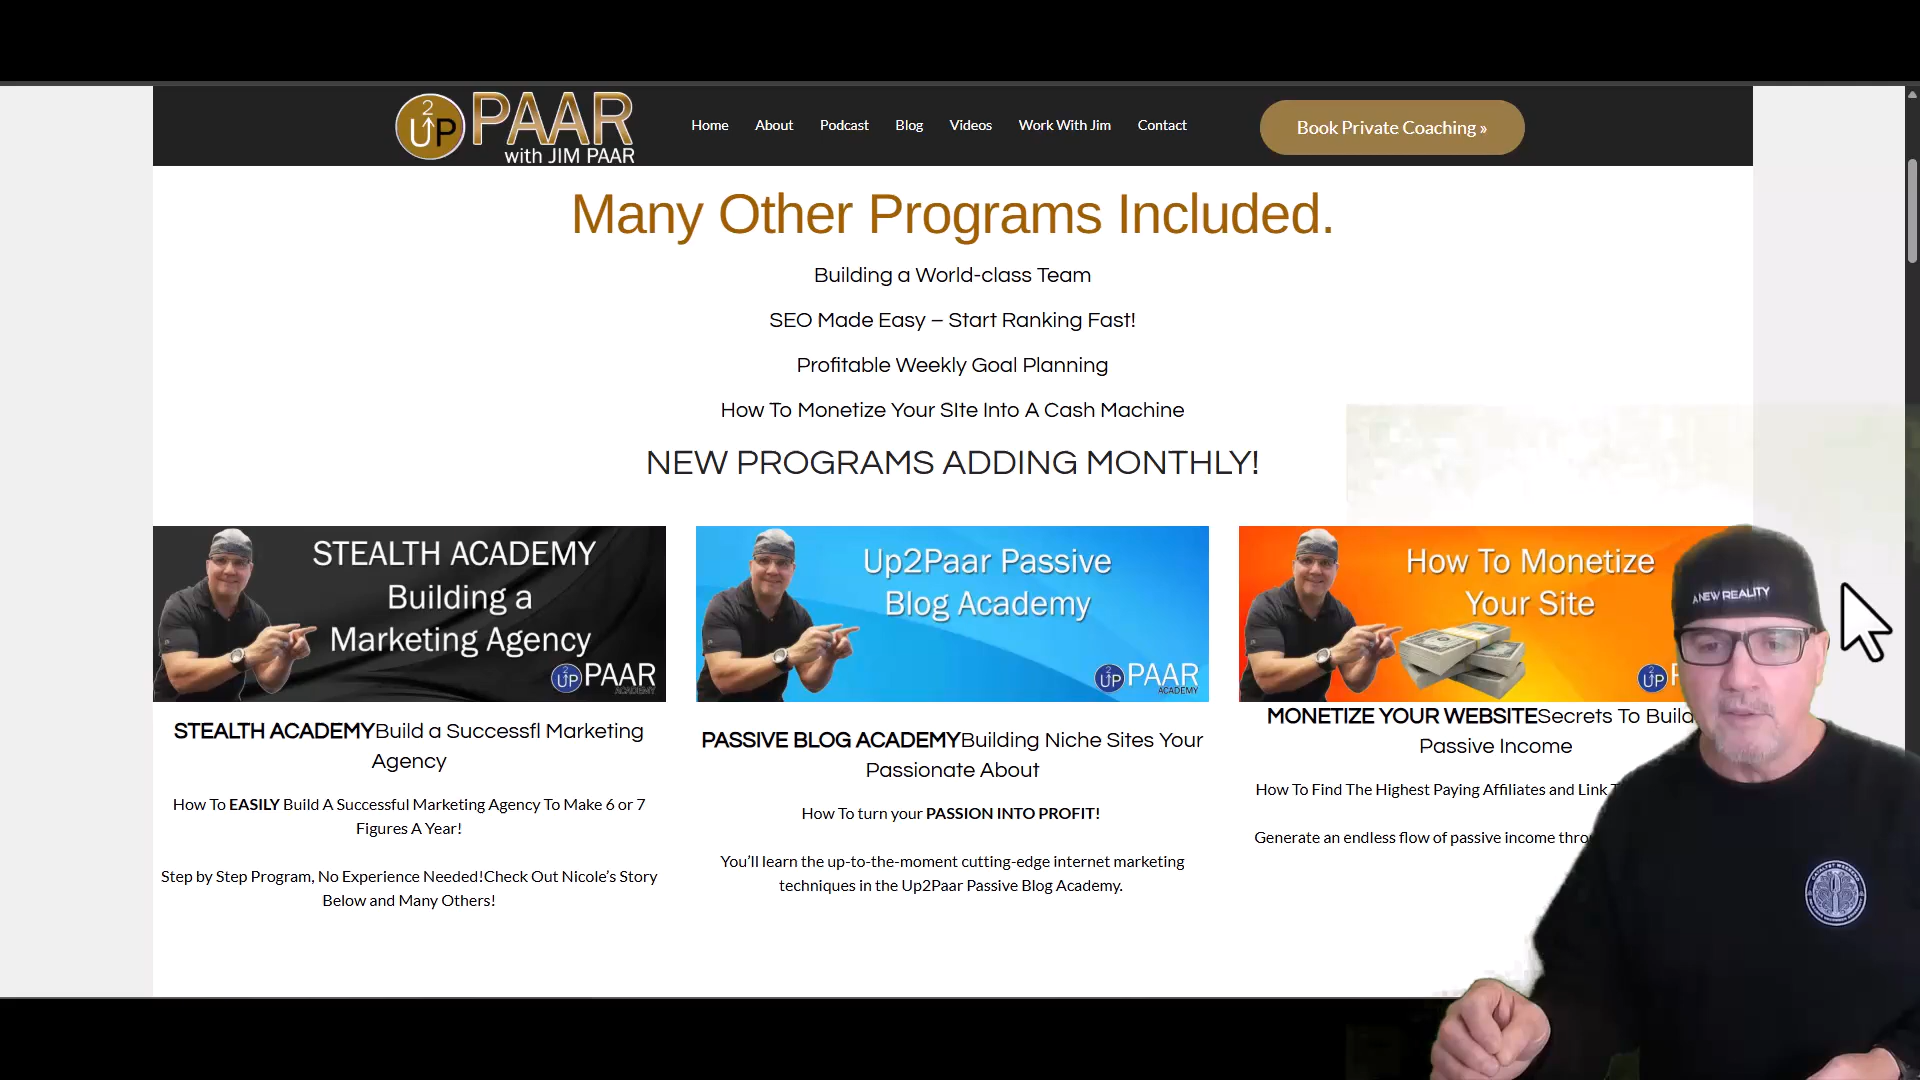 2
UP
PAAR
with JIM PAAR
Home
About
Podcast
Blog
Videos
Work With Jim
Contact
Book Private Coaching »
Many Other Programs Included.
Building a World-class Team
SEO Made Easy – Start Ranking Fast!
Profitable Weekly Goal Planning
How To Monetize Your SIte Into A Cash Machine
NEW PROGRAMS ADDING MONTHLY!
STEALTH ACADEMY
Building a
Marketing Agency
2
UP
PAAR
ACADEMY
STEALTH ACADEMYBuild a Successfl Marketing
Agency
How To EASILY Build A Successful Marketing Agency To Make 6 or 7
Figures A Year!
Step by Step Program, No Experience Needed!Check Out Nicole’s Story
Below and Many Others!
Up2Paar Passive
Blog Academy
2
UP
PAAR
ACADEMY
PASSIVE BLOG ACADEMYBuilding Niche Sites Your
Passionate About
How To turn your PASSION INTO PROFIT!
You’ll learn the up-to-the-moment cutting-edge internet marketing
techniques in the Up2Paar Passive Blog Academy.
How To Monetize
Your Site
2
UP
MONETIZE YOUR WEBSITESecrets To Build
Passive Income
How To Find The Highest Paying Affiliates and Link
Generate an endless flow of passive income
A NEW REALITY